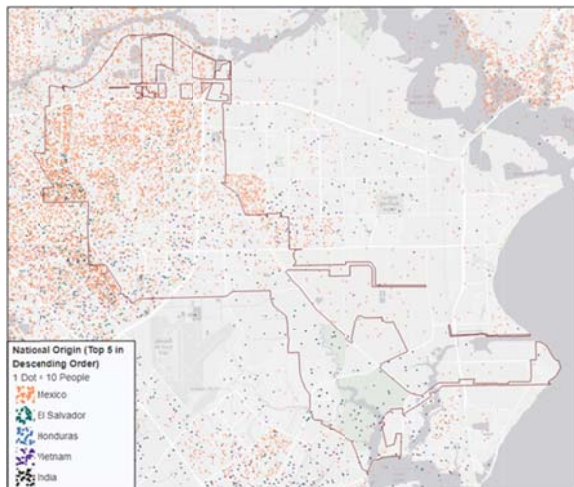 National Origin (Top 5 in
Descending Order)
1 Dot = 10 People
Mexico
El Salvador
Honduras
Vietnam
India